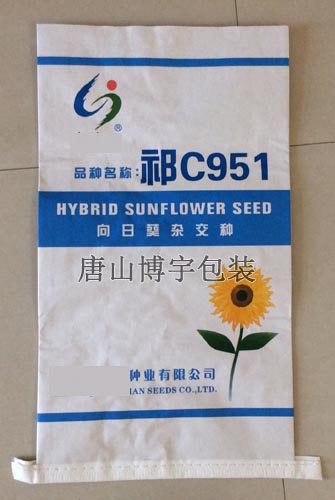 ®
品种名称:祁C951
HYBRID SUNFLOWER SEED
向日葵杂交种
唐山博宇包装
种业有限公司
IAN SEEDS CO.,LTD.